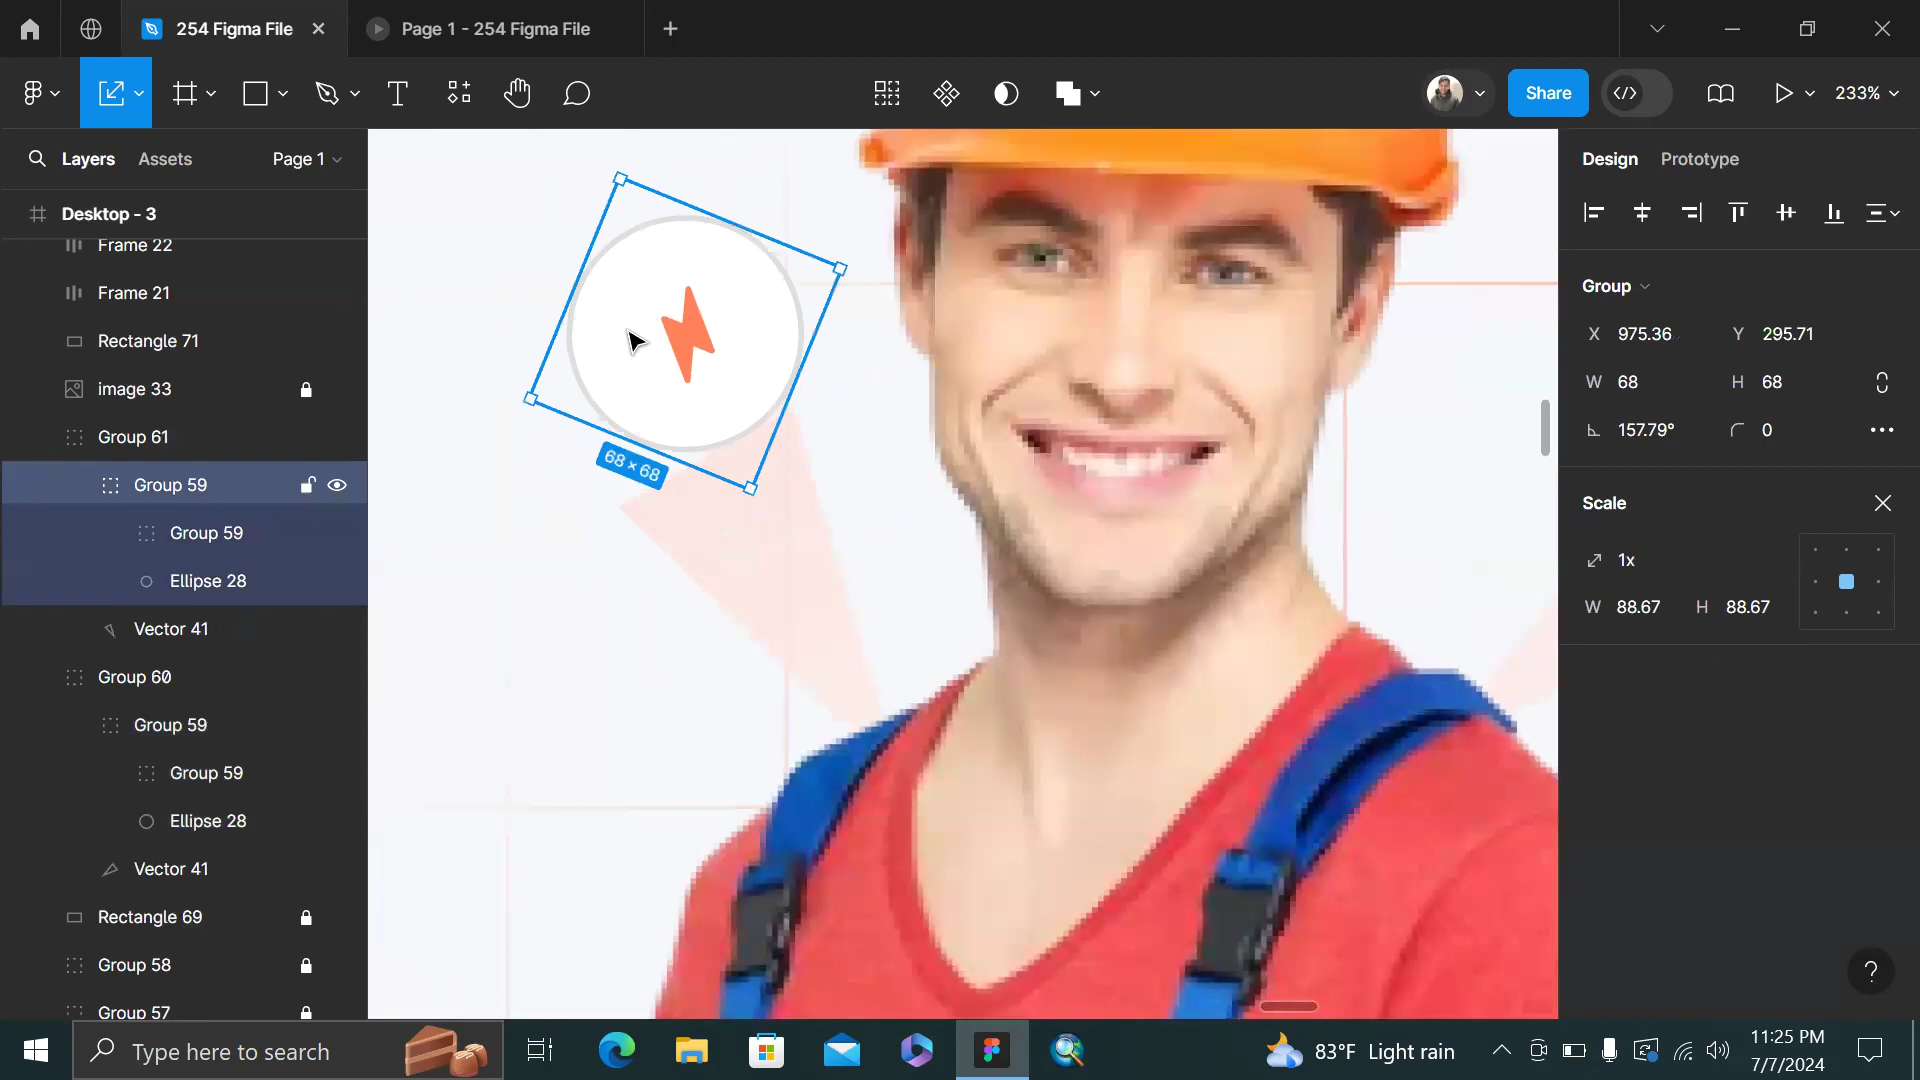 254 Figma File
Page 1 - 254 Figma File
Share
233%
Layers
Assets
Page 1
Design
Prototype
Desktop - 3
Frame 22
Frame 21
Rectangle 71
image 33
Group 61
Group 59
Group 59
Ellipse 28
Vector 41
Group 60
Group 59
Group 59
Ellipse 28
Vector 41
Rectangle 69
Group 58
Group 57
68 × 68
Group
X 975.36
Y 295.71
W 68
H 68
157.79°
0
Scale
1x
W 88.67
H 88.67
?
Type here to search
83°F Light rain
11:25 PM
7/7/2024